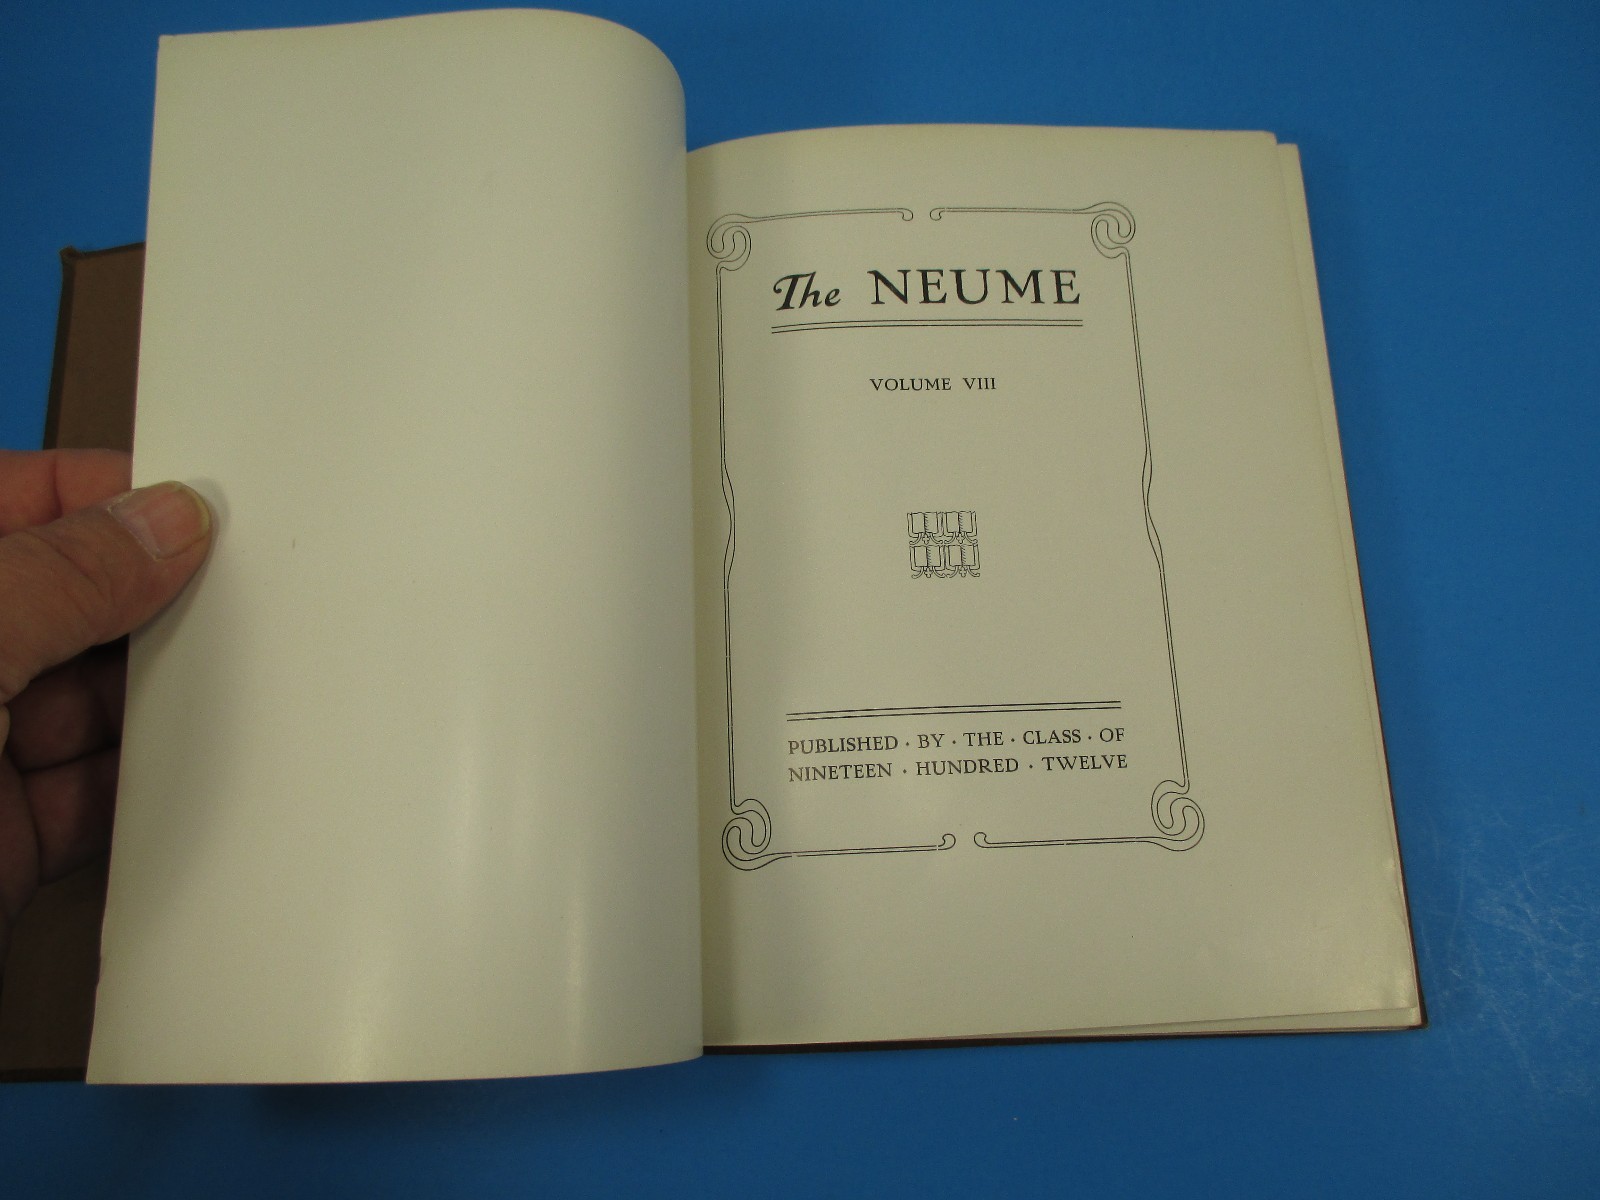 The NEUME
VOLUME VIII
PUBLISHED · BY · THE · CLASS · OF
NINETEEN · HUNDRED · TWELVE